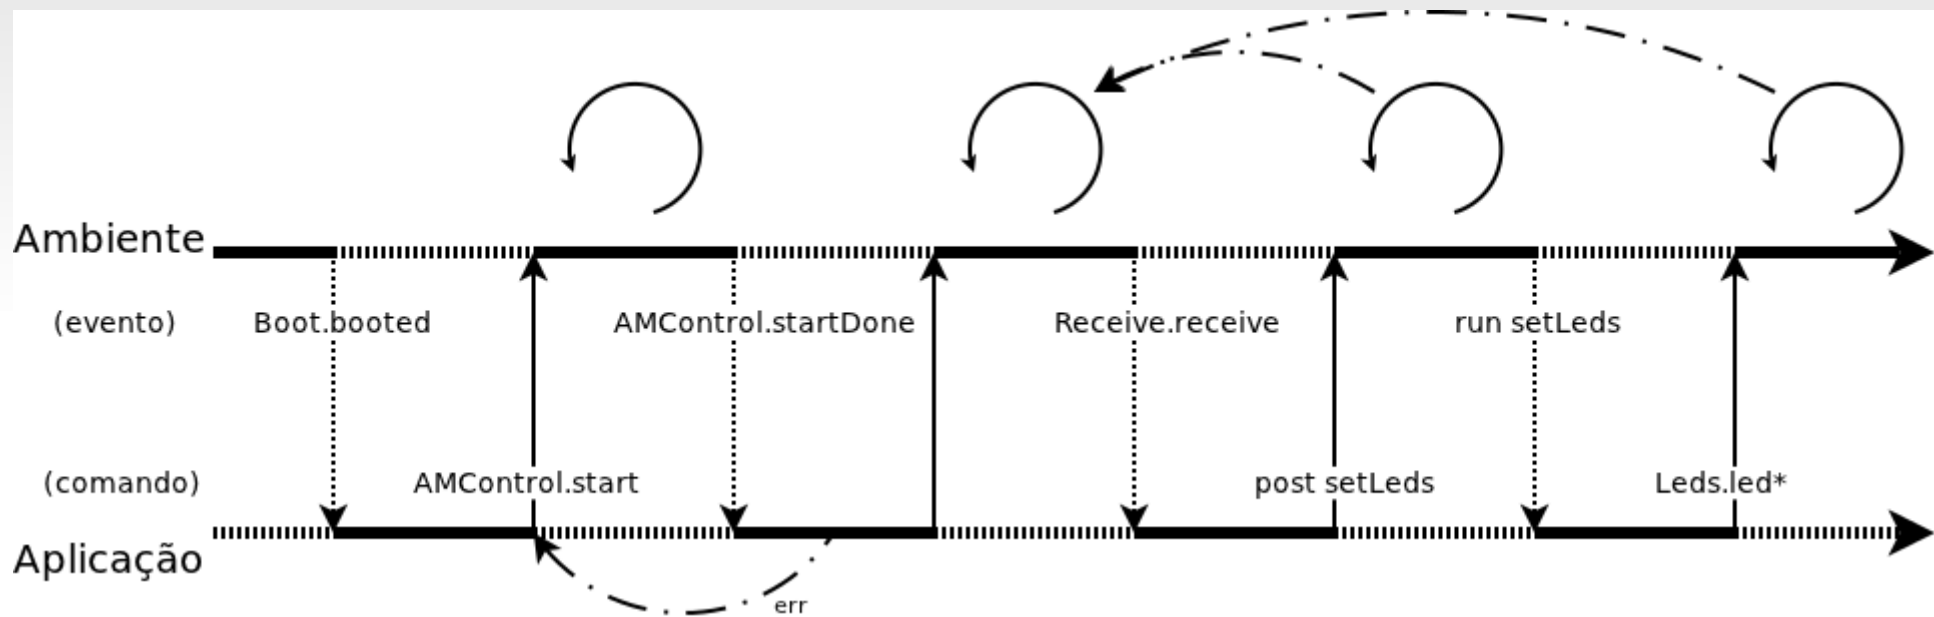 Ambiente
(evento)
Boot.booted
AMControl.startDone
Receive.receive
run setLeds
(comando)
AMControl.start
post setLeds
Leds.led*
Aplicação
err